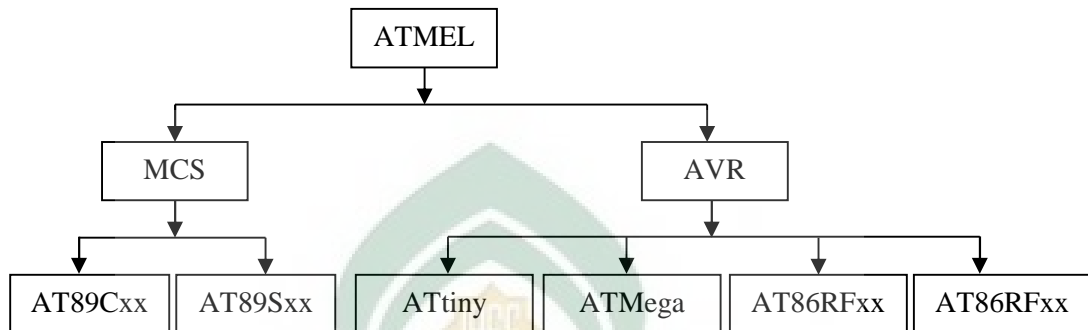 ATMEL
MCS AVR
AT89Cxx AT89Sxx ATtiny ATMega AT86RFxx AT86RFxx